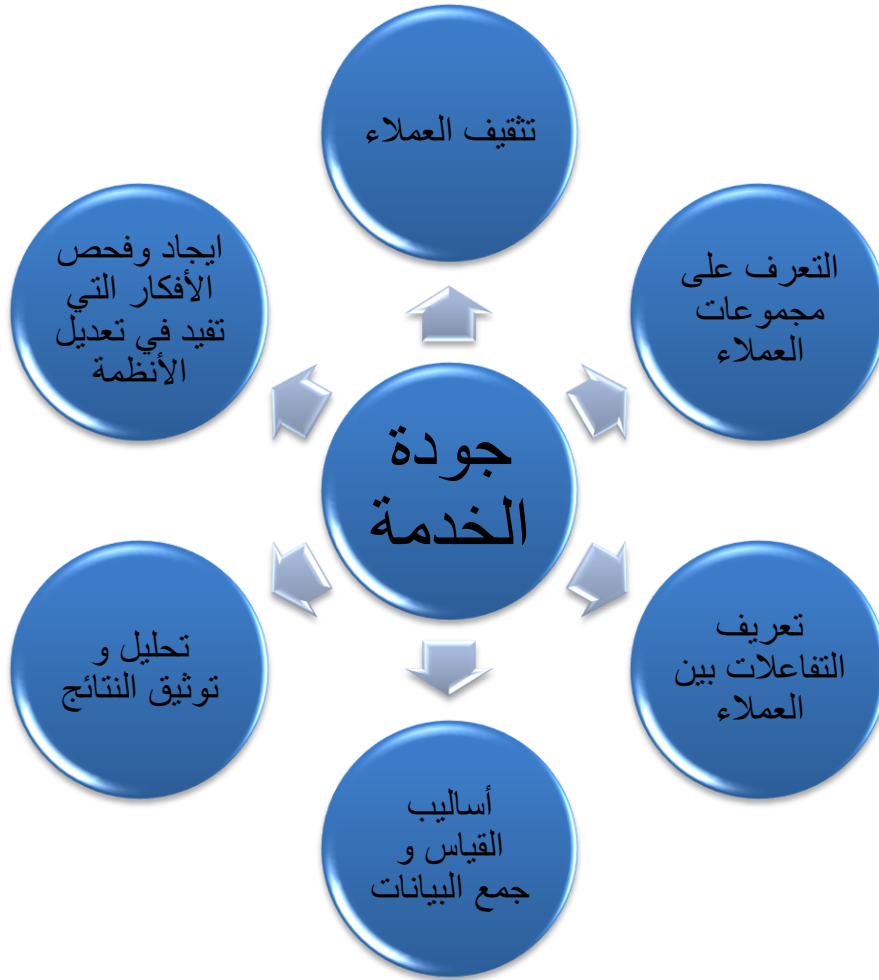 تثقيف العملاء
التعرف على
مجموعات
العملاء
تعريف
التفاعلات بين
العملاء
أساليب
القياس و
جمع البيانات
تحليل و
توثيق النتائج
ايجاد وفحص
الأفكار التي
تفيد في تعديل
الأنظمة
جودة
الخدمة